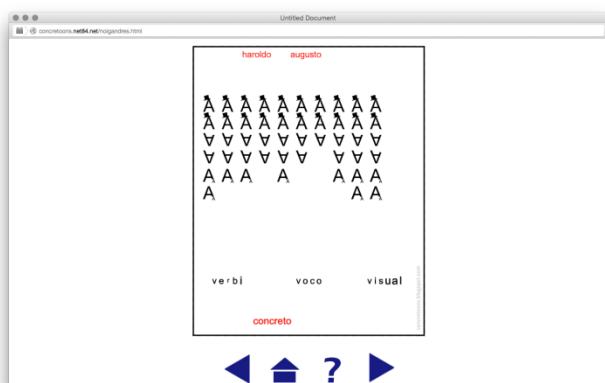 Untitled Document
concretoons.net84.net/noigandres.html
haroldo augusto
A A A A A A A A A A
A A A A A A A A A A
∀ ∀ ∀ ∀ ∀ ∀ ∀ ∀ ∀ ∀
∀ ∀ ∀ ∀ ∀ ∀ ∀ ∀ ∀
A A A A A A A
A A A
verbi voco visual
concreto
?